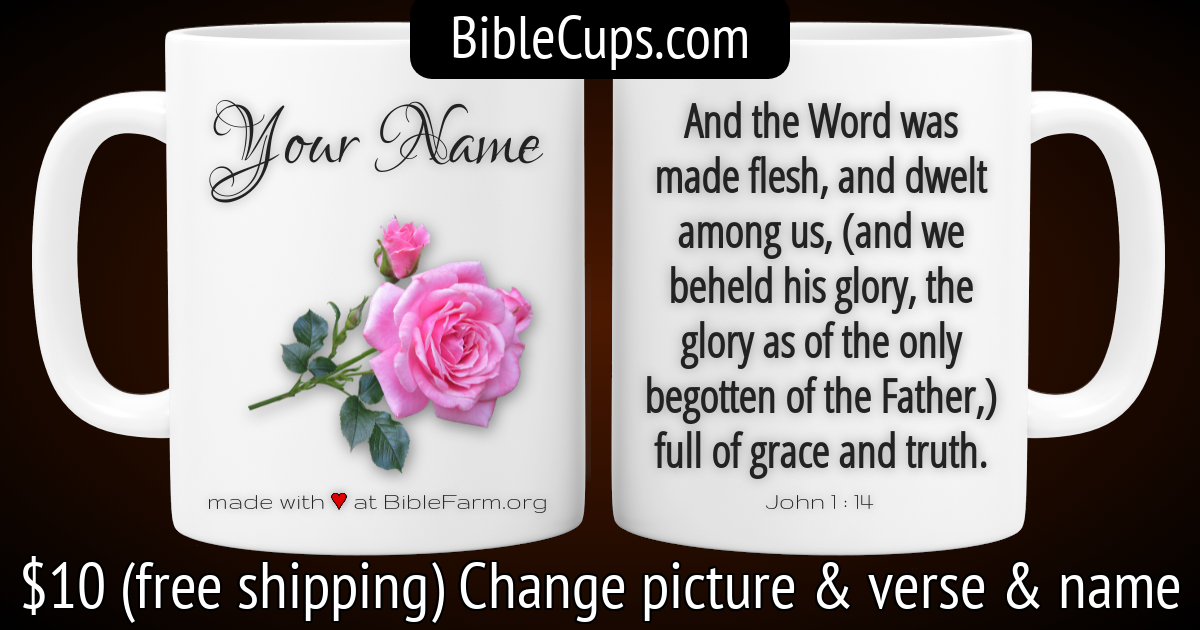 BibleCups.com
Your Name
made with ♥ at BibleFarm.org
And the Word was
made flesh, and dwelt
among us, (and we
beheld his glory, the
glory as of the only
begotten of the Father,)
full of grace and truth.
John 1 : 14
$10 (free shipping) Change picture & verse & name